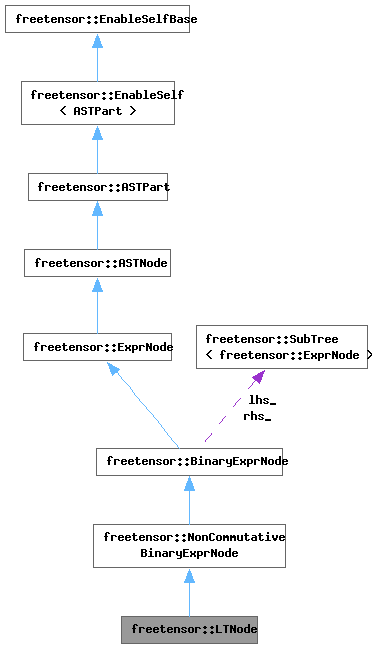 freetensor::EnableSelfBase
freetensor::EnableSelf
< ASTPart >
freetensor::ASTPart
freetensor::ASTNode
freetensor::ExprNode
freetensor::SubTree
< freetensor::ExprNode >
lhs_
rhs_
freetensor::BinaryExprNode
freetensor::NonCommutative
BinaryExprNode
freetensor::LTNode